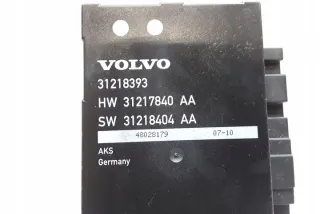 VOLVO
31218393
HW 31217840 AA
SW 31218404 AA
48028179 07-10
AKS
Germany